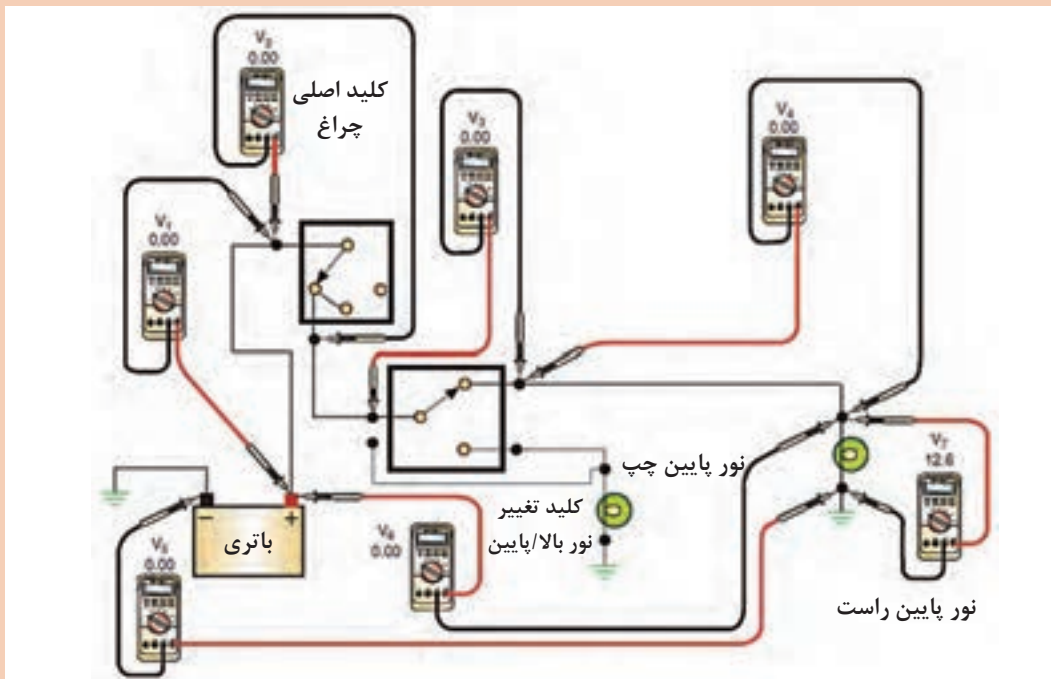 V2
0.00
کلید اصلی
چراغ
V3
0.00
V4
0.00
V1
0.00
نور پایین چپ
V7
12.6
کلید تغییر
نور بالا/پایین
- +
باتری
V6
0.00
V5
0.00
نور پایین راست